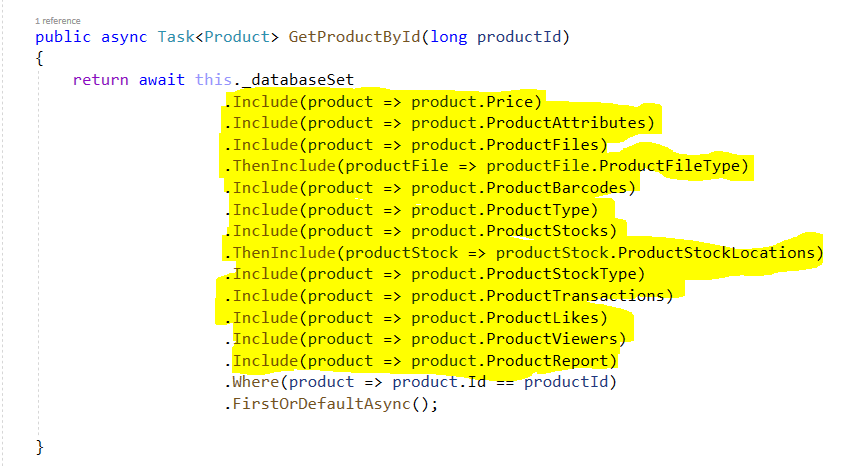 1 reference
public async Task<Product> GetProductById(long productId)
{
return await this._databaseSet
.Include(product => product.Price)
.Include(product => product.ProductAttributes)
.Include(product => product.ProductFiles)
.ThenInclude(productFile => productFile.ProductFileType)
.Include(product => product.ProductBarcodes)
.Include(product => product.ProductType)
.Include(product => product.ProductStocks)
.ThenInclude(productStock => productStock.ProductStockLocations)
.Include(product => product.ProductStockType)
.Include(product => product.ProductTransactions)
.Include(product => product.ProductLikes)
.Include(product => product.ProductViewers)
.Include(product => product.ProductReport)
.Where(product => product.Id == productId)
.FirstOrDefaultAsync();
}